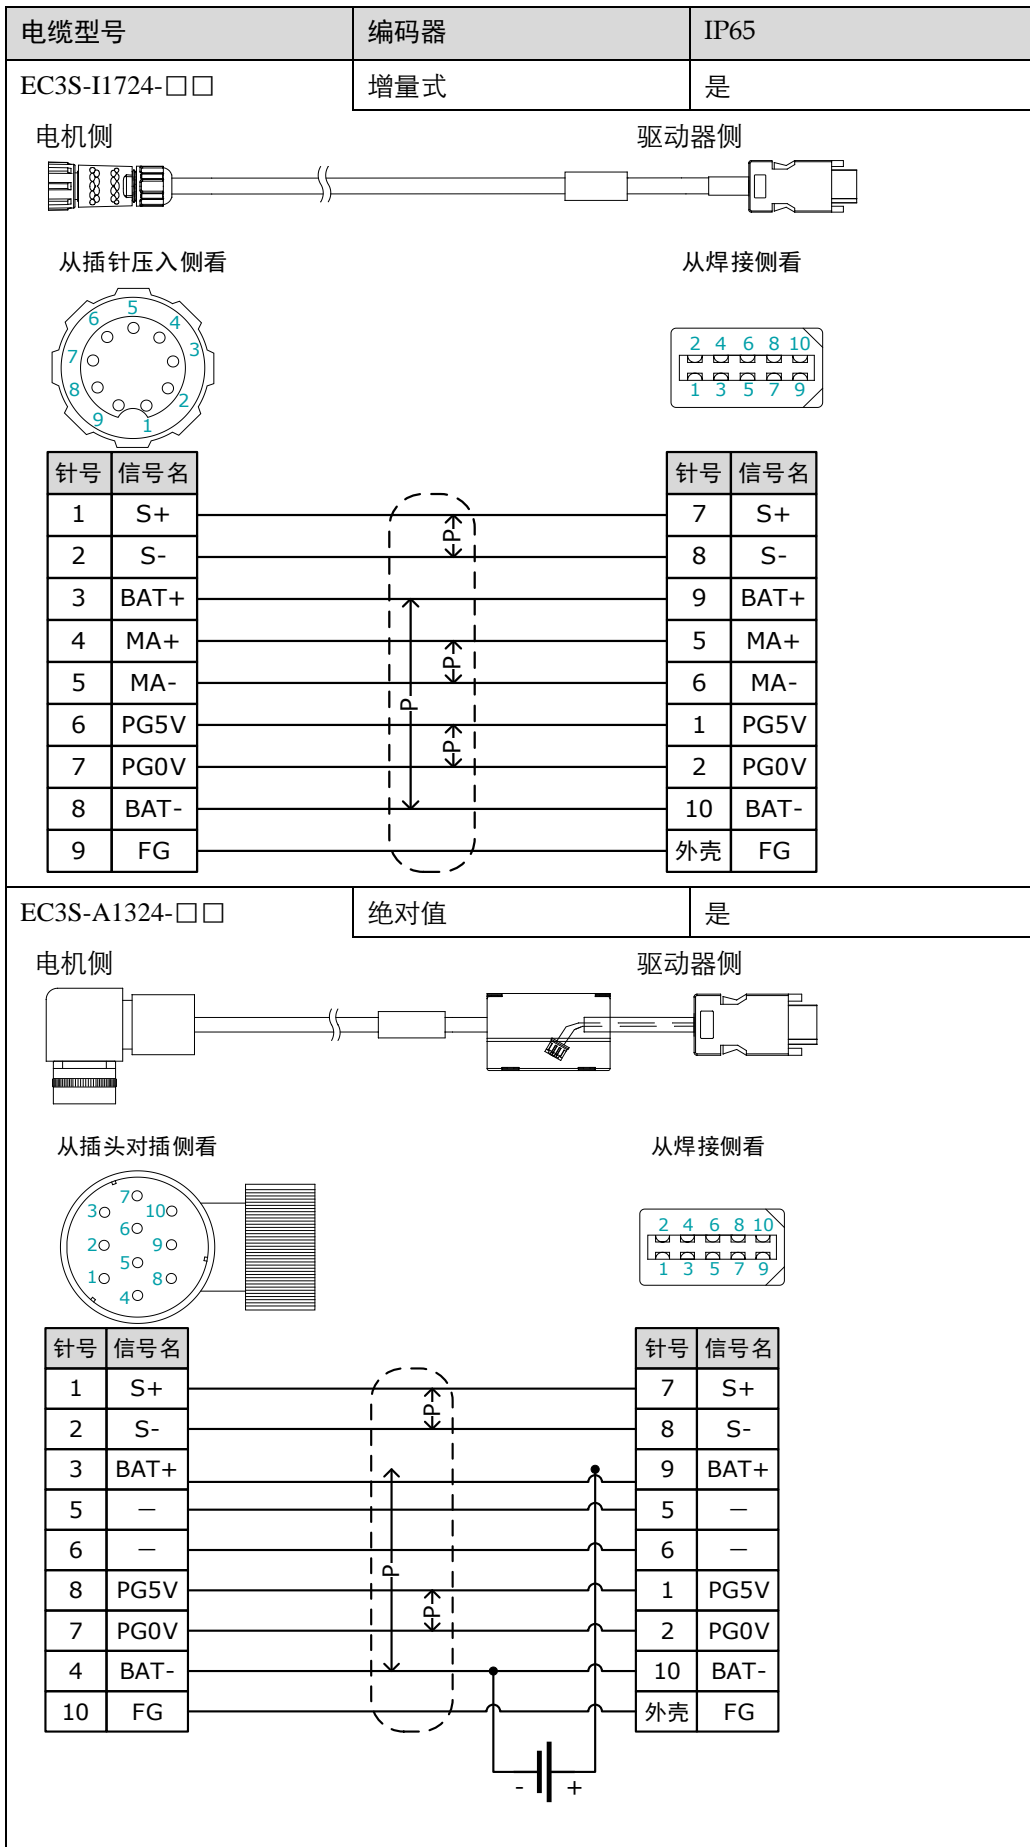 电缆型号 编码器 IP65
EC3S-I1724-□□ 增量式 是
电机侧 驱动器侧
从插针压入侧看 从焊接侧看
5
6 4
7 3
8 2
9 1
2 4 6 8 10
1 3 5 7 9
针号 信号名 针号 信号名
1 S+ P 7 S+
2 S- 8 S-
3 BAT+ 9 BAT+
4 MA+ P 5 MA+
5 MA- 6 MA-
P
6 PG5V P 1 PG5V
7 PG0V 2 PG0V
8 BAT- 10 BAT-
9 FG 外壳 FG
EC3S-A1324-□□ 绝对值 是
电机侧 驱动器侧
从插头对插侧看 从焊接侧看
7
3 10
6
2 9
5
1 8
4
2 4 6 8 10
1 3 5 7 9
针号 信号名 针号 信号名
1 S+ P 7 S+
2 S- 8 S-
3 BAT+ 9 BAT+
5 — 5 —
6 — 6 —
P
8 PG5V P 1 PG5V
7 PG0V 2 PG0V
4 BAT- 10 BAT-
10 FG 外壳 FG
- +